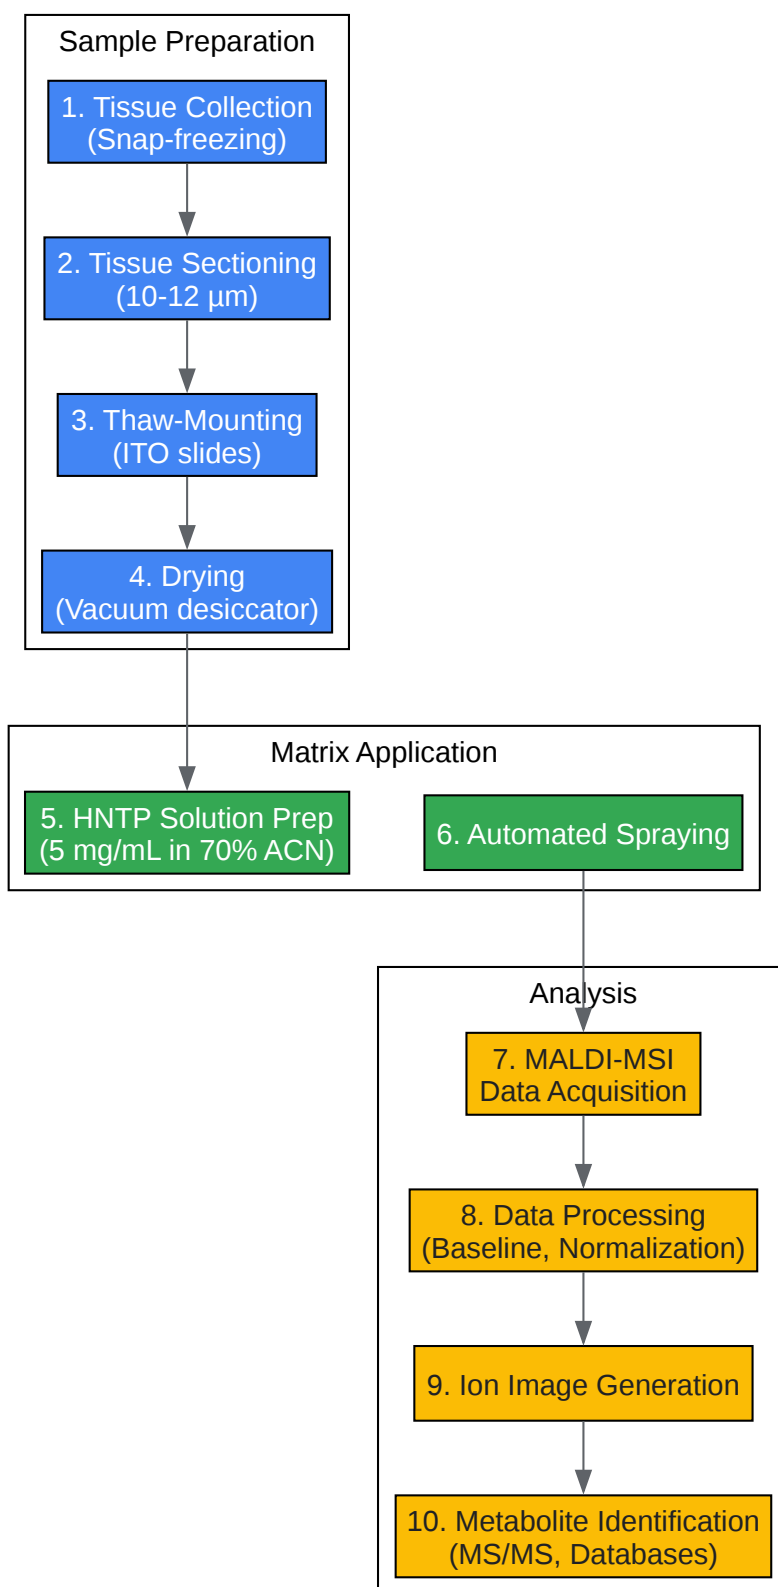 Sample Preparation
1. Tissue Collection
(Snap-freezing)
2. Tissue Sectioning
(10-12 µm)
3. Thaw-Mounting
(ITO slides)
4. Drying
(Vacuum desiccator)
Matrix Application
5. HNTP Solution Prep
(5 mg/mL in 70% ACN)
6. Automated Spraying
Analysis
7. MALDI-MSI
Data Acquisition
8. Data Processing
(Baseline, Normalization)
9. Ion Image Generation
10. Metabolite Identification
(MS/MS, Databases)